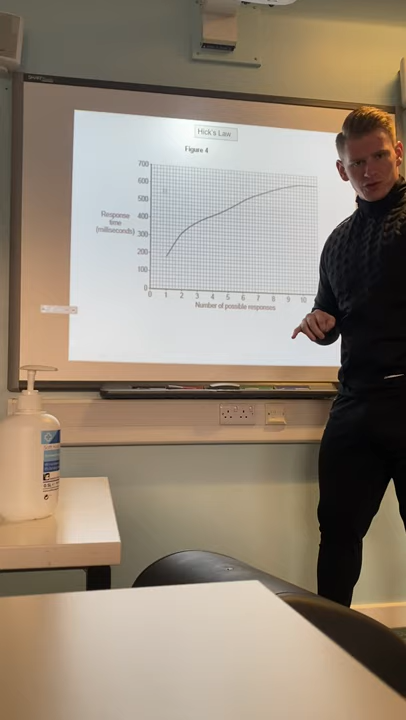 Hick's Law
Figure 4
700
600
500
400
300
200
100
0
Response
time
(milliseconds)
0 1 2 3 4 5 6 7 8 9 10
Number of possible responses